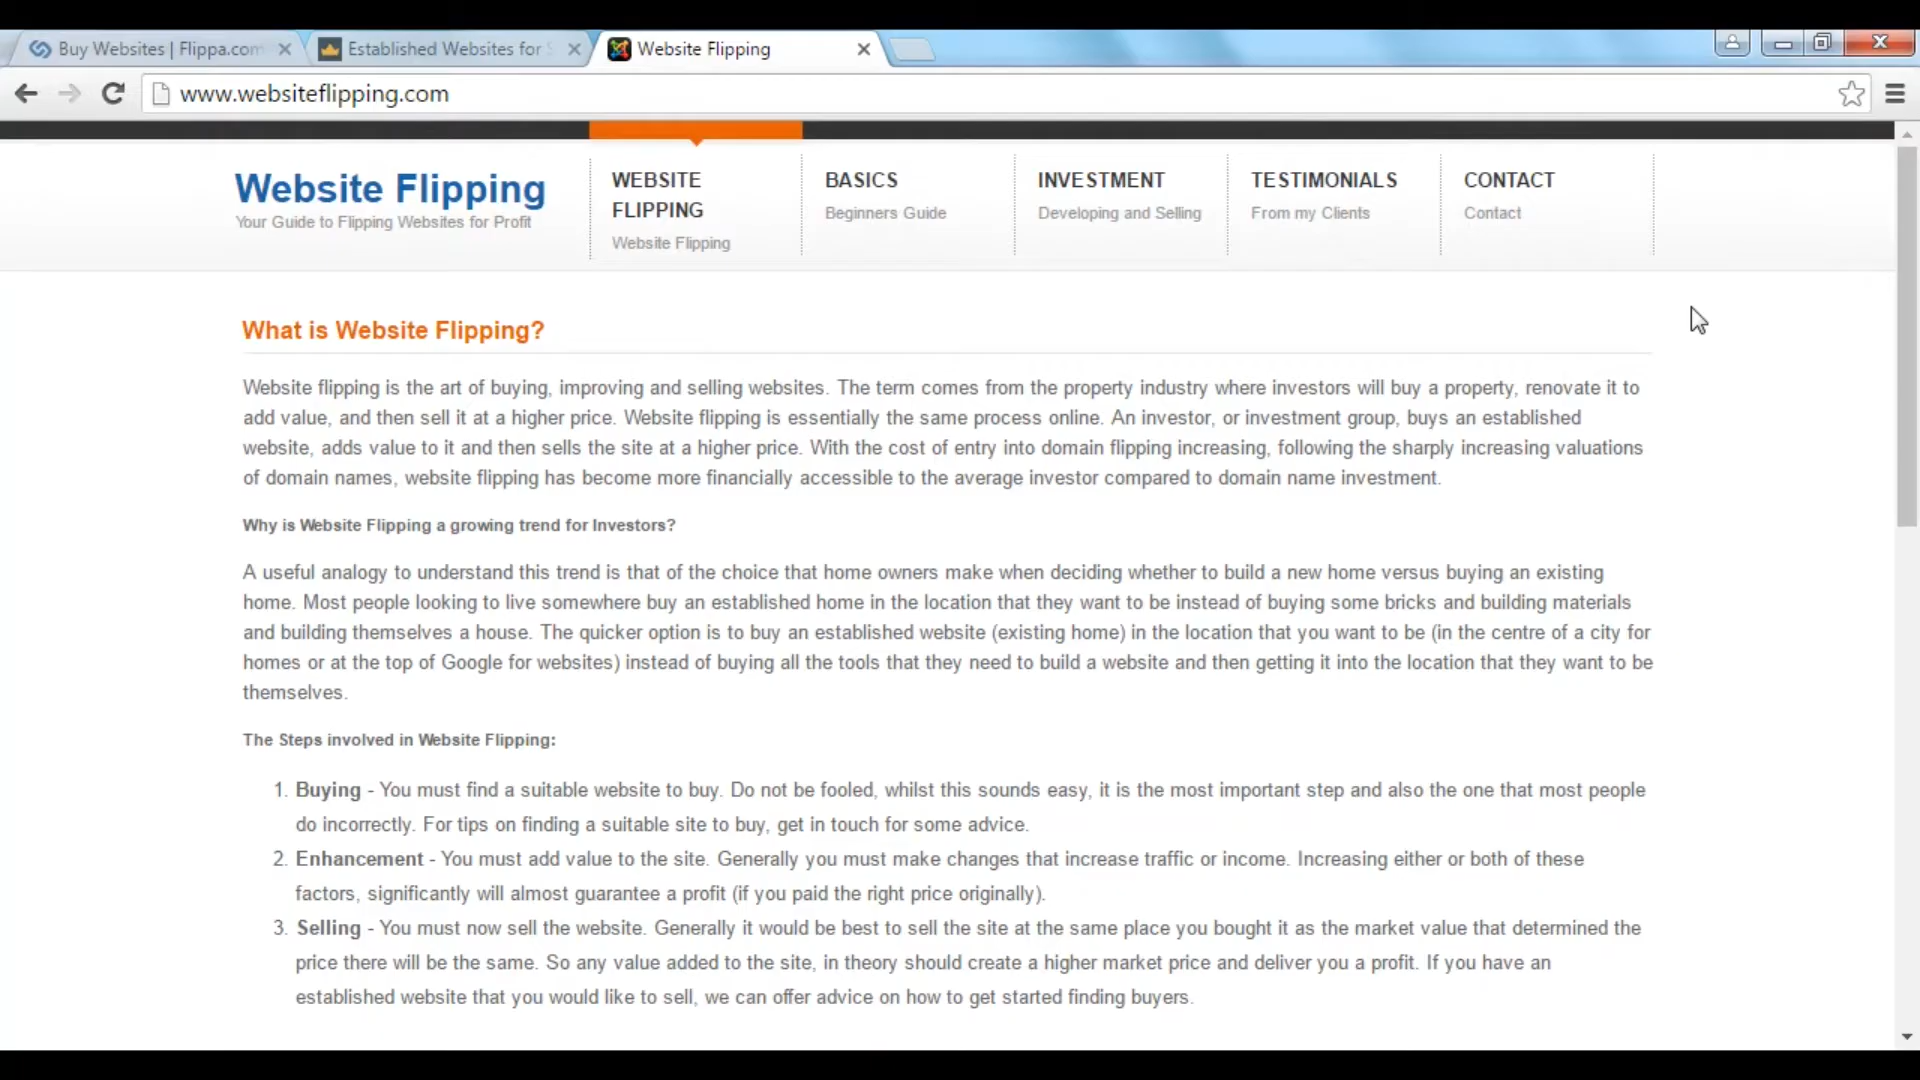 Buy Websites | Flippa.com
Established Websites for S
Website Flipping
www.websiteflipping.com
Website Flipping
Your Guide to Flipping Websites for Profit
WEBSITE
FLIPPING
Website Flipping
BASICS
Beginners Guide
INVESTMENT
Developing and Selling
TESTIMONIALS
From my Clients
CONTACT
Contact
What is Website Flipping?
Website flipping is the art of buying, improving and selling websites. The term comes from the property industry where investors will buy a property, renovate it to
add value, and then sell it at a higher price. Website flipping is essentially the same process online. An investor, or investment group, buys an established
website, adds value to it and then sells the site at a higher price. With the cost of entry into domain flipping increasing, following the sharply increasing valuations
of domain names, website flipping has become more financially accessible to the average investor compared to domain name investment.
Why is Website Flipping a growing trend for Investors?
A useful analogy to understand this trend is that of the choice that home owners make when deciding whether to build a new home versus buying an existing
home. Most people looking to live somewhere buy an established home in the location that they want to be instead of buying some bricks and building materials
and building themselves a house. The quicker option is to buy an established website (existing home) in the location that you want to be (in the centre of a city for
homes or at the top of Google for websites) instead of buying all the tools that they need to build a website and then getting it into the location that they want to be
themselves.
The Steps involved in Website Flipping:
1. Buying - You must find a suitable website to buy. Do not be fooled, whilst this sounds easy, it is the most important step and also the one that most people
do incorrectly. For tips on finding a suitable site to buy, get in touch for some advice.
2. Enhancement - You must add value to the site. Generally you must make changes that increase traffic or income. Increasing either or both of these
factors, significantly will almost guarantee a profit (if you paid the right price originally).
3. Selling - You must now sell the website. Generally it would be best to sell the site at the same place you bought it as the market value that determined the
price there will be the same. So any value added to the site, in theory should create a higher market price and deliver you a profit. If you have an
established website that you would like to sell, we can offer advice on how to get started finding buyers.